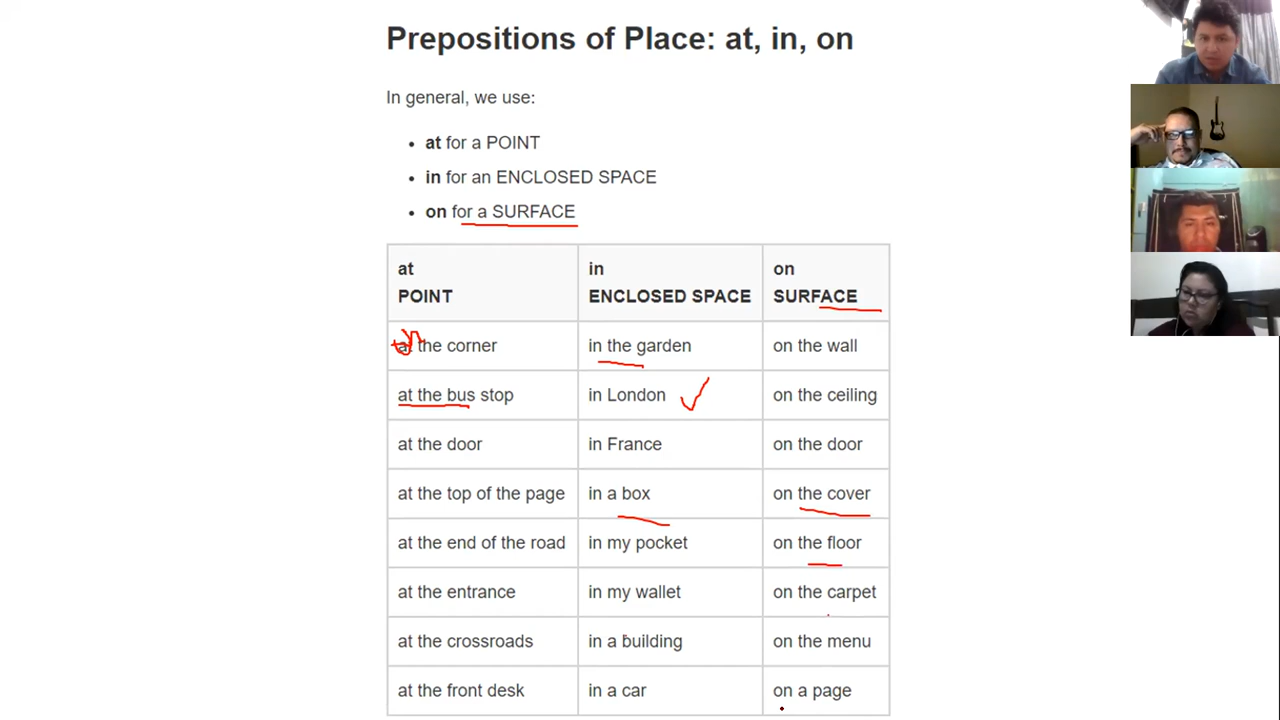 Prepositions of Place: at, in, on
In general, we use:
at for a POINT
in for an ENCLOSED SPACE
on for a SURFACE
at in on
POINT ENCLOSED SPACE SURFACE
at the corner in the garden on the wall
at the bus stop in London on the ceiling
at the door in France on the door
at the top of the page in a box on the cover
at the end of the road in my pocket on the floor
at the entrance in my wallet on the carpet
at the crossroads in a building on the menu
at the front desk in a car on a page